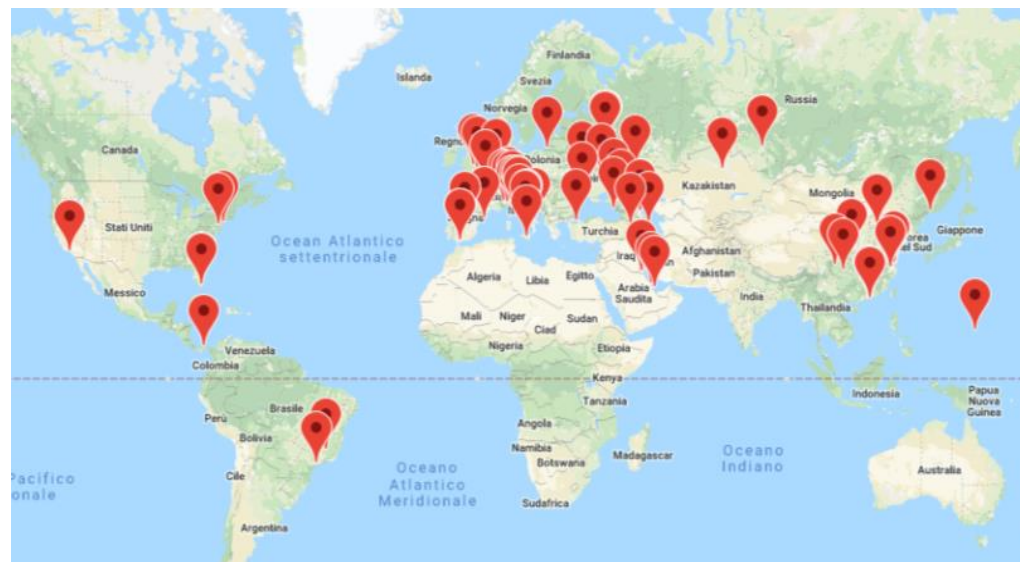 Finlandia
Islanda
Svezia
Norvegia
Russia
Canada
Kazakistan
Mongolia
Stati Uniti
Giappone
Ocean Atlantico
settentrionale
Turchia
Afghanistan
del Sud
Iraq
Pakistan
Messico
Algeria
Libia
Egitto
Arabia
Saudita
India
Thailandia
Mali
Niger
Ciad
Sudan
Venezuela
Nigeria
Etiopia
Colombia
Kenya
Indonesia
Papua
Nuova
Guinea
Perù
Brasile
Tanzania
Bolivia
Angola
Namibia
Botswana
Madagascar
Oceano
Indiano
Oceano
Atlantico
Meridionale
Cile
Australia
Pacifico
onale
Sudafrica
Argentina